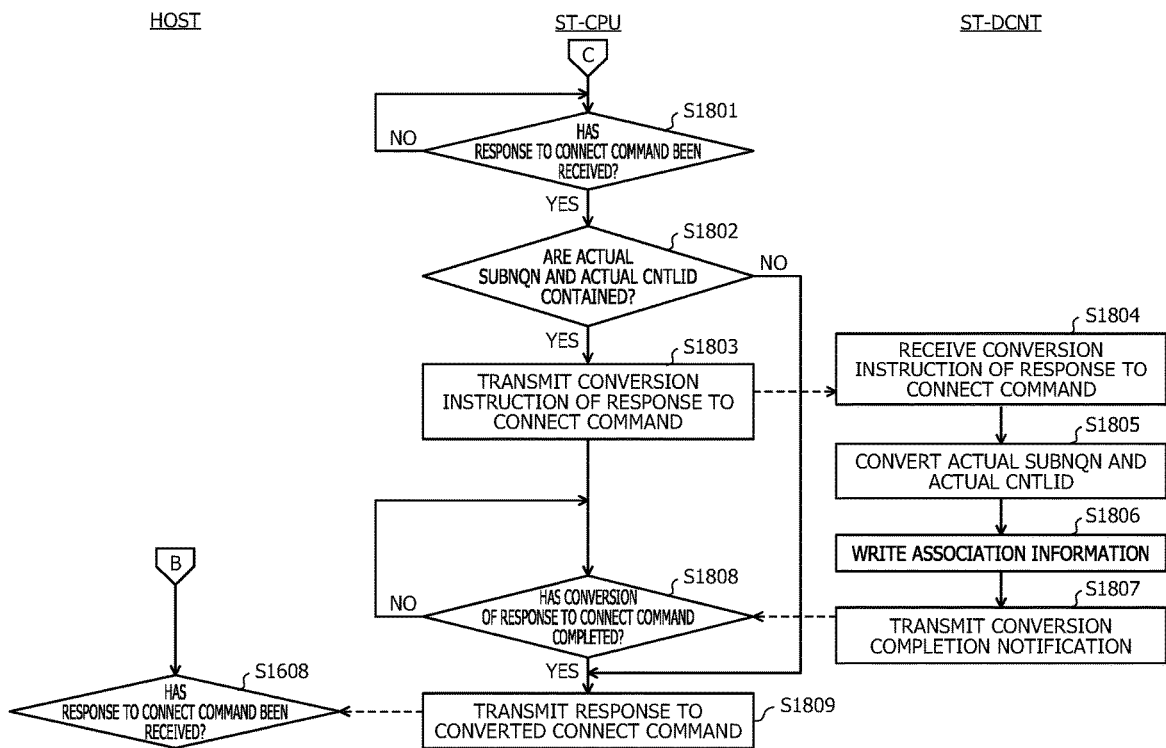 HOST
ST-CPU
ST-DCNT
C
S1801
HAS
RESPONSE TO CONNECT COMMAND BEEN
RECEIVED?
NO
YES
S1802
ARE ACTUAL
SUBNQN AND ACTUAL CNTLID
CONTAINED?
NO
YES
S1803
TRANSMIT CONVERSION
INSTRUCTION OF RESPONSE TO
CONNECT COMMAND
S1804
RECEIVE CONVERSION
INSTRUCTION OF RESPONSE TO
CONNECT COMMAND
S1805
CONVERT ACTUAL SUBNQN AND
ACTUAL CNTLID
S1806
WRITE ASSOCIATION INFORMATION
S1807
TRANSMIT CONVERSION
COMPLETION NOTIFICATION
S1808
HAS CONVERSION
OF RESPONSE TO CONNECT COMMAND
COMPLETED?
NO
YES
B
S1608
HAS
RESPONSE TO CONNECT COMMAND BEEN
RECEIVED?
TRANSMIT RESPONSE TO
CONVERTED CONNECT COMMAND
S1809